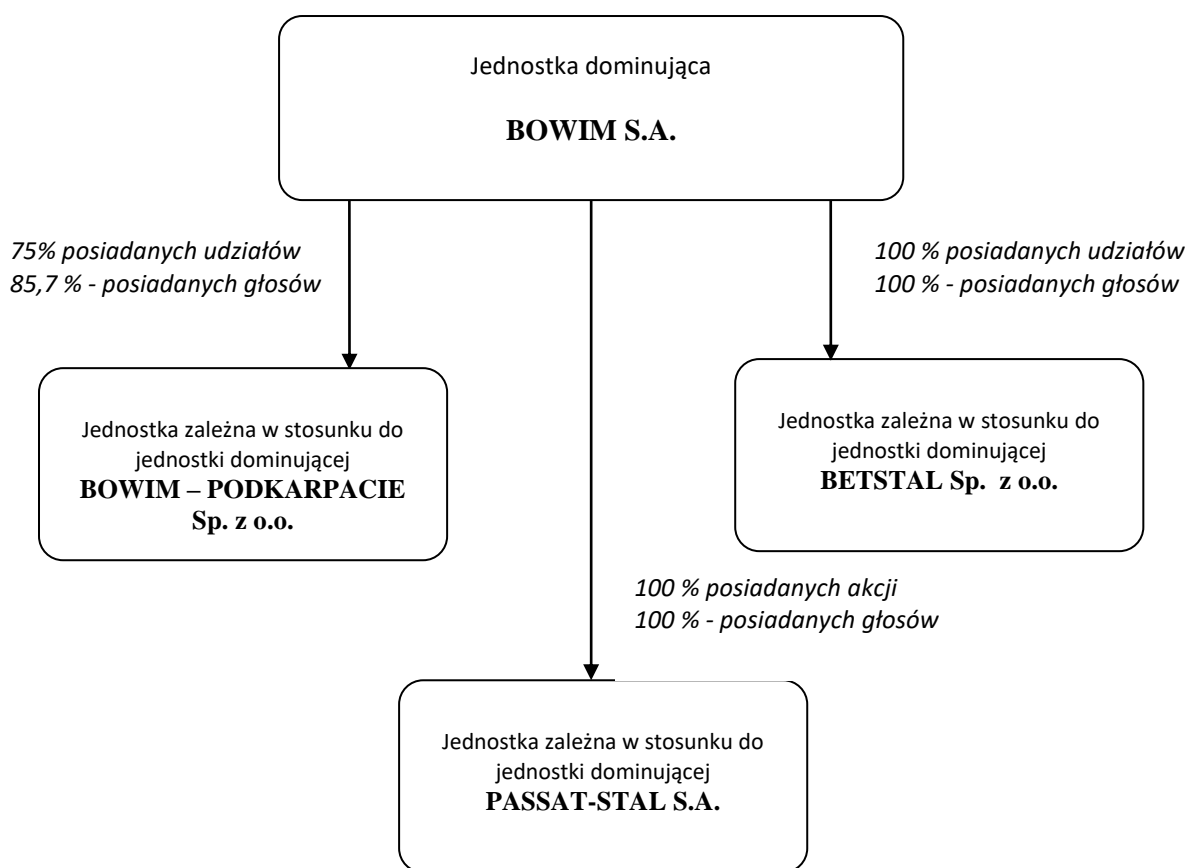 Jednostka dominująca
BOWIM S.A.
75% posiadanych udziałów
85,7 % - posiadanych głosów
100 % posiadanych udziałów
100 % - posiadanych głosów
Jednostka zależna w stosunku do
jednostki dominującej
BOWIM – PODKARPACIE
Sp. z o.o.
Jednostka zależna w stosunku do
jednostki dominującej
BETSTAL Sp. z o.o.
100 % posiadanych akcji
100 % - posiadanych głosów
Jednostka zależna w stosunku do
jednostki dominującej
PASSAT-STAL S.A.